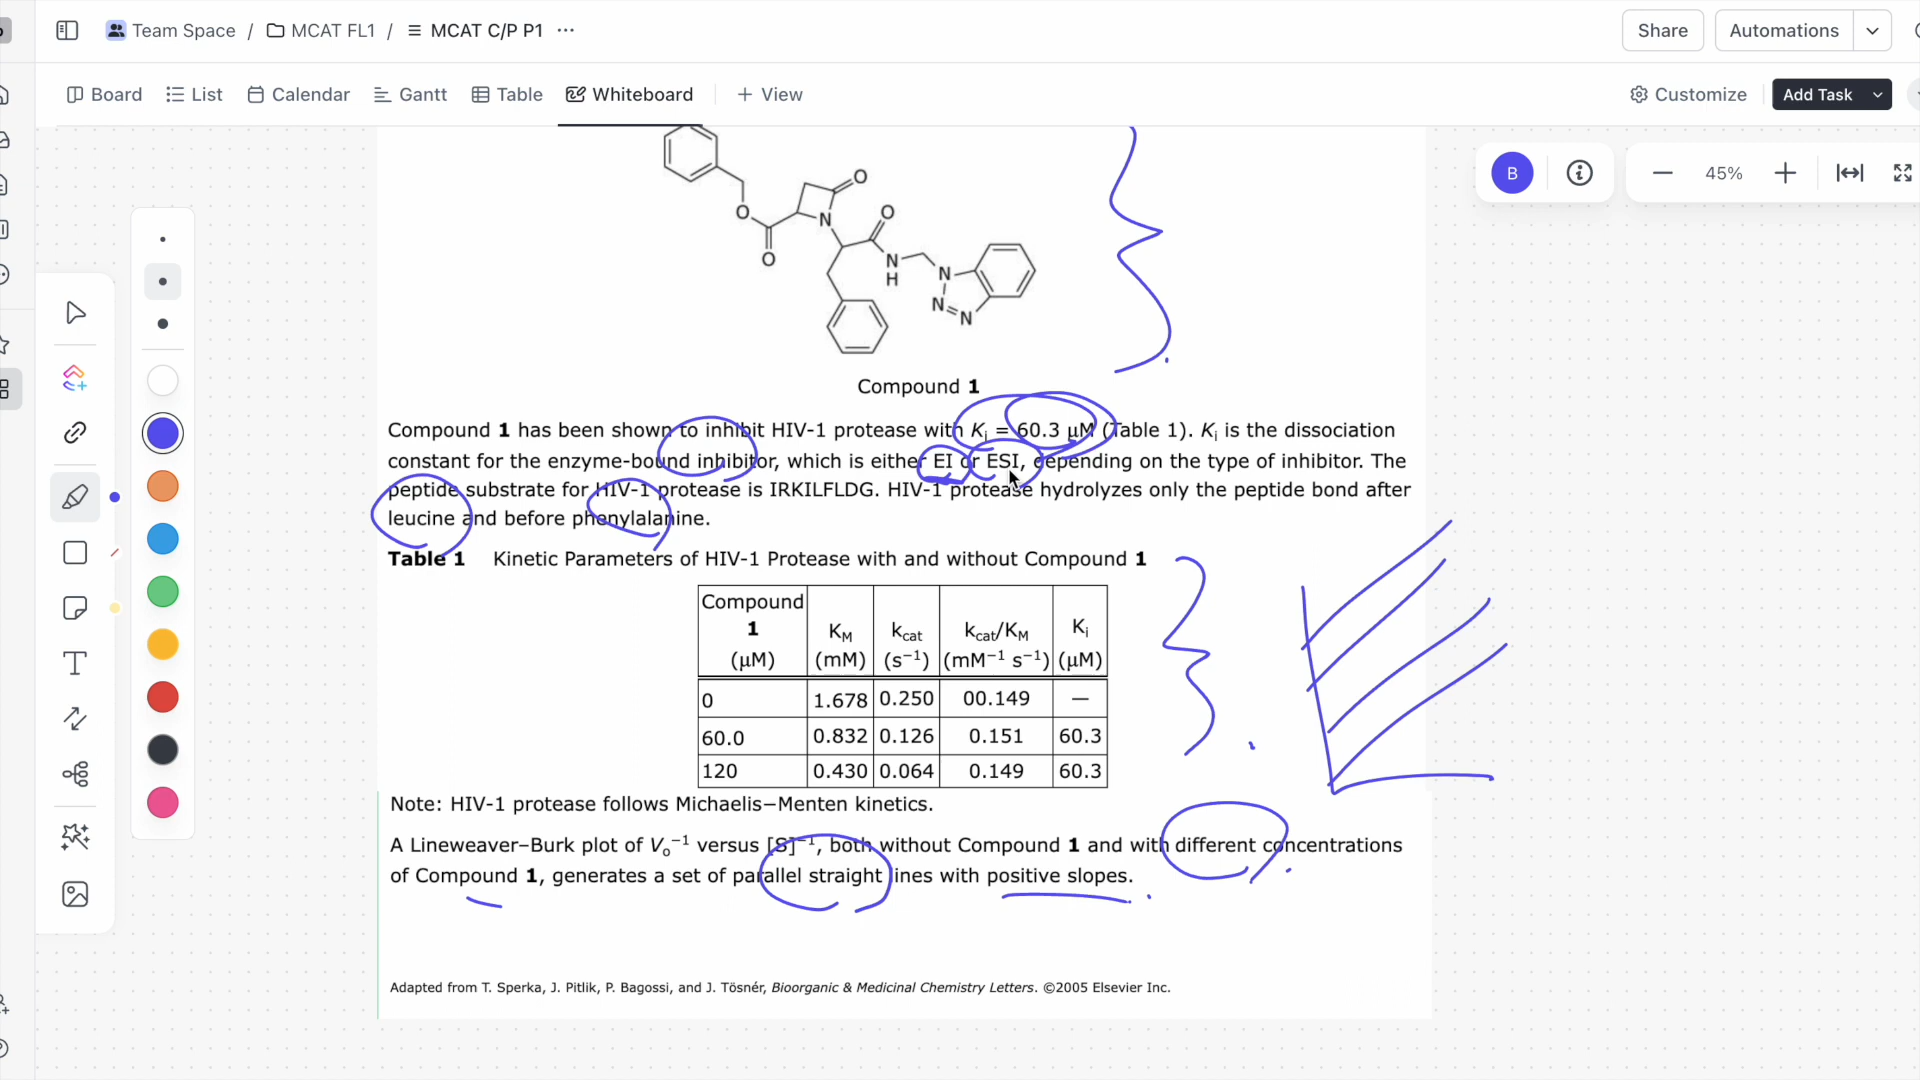 Team Space / MCAT FL1 / MCAT C/P P1 ...
Share
Automations
Board
List
Calendar
Gantt
Table
Whiteboard
+ View
Customize
Add Task
B
45%
O
N
O
O
O
N
H
N
N=N
Compound 1
Compound 1 has been shown to inhibit HIV-1 protease with Ki = 60.3 μM (Table 1). Ki is the dissociation
constant for the enzyme-bound inhibitor, which is either EI or ESI, depending on the type of inhibitor. The
peptide substrate for HIV-1 protease is IRKILFLDG. HIV-1 protease hydrolyzes only the peptide bond after
leucine and before phenylalanine.
Table 1 Kinetic Parameters of HIV-1 Protease with and without Compound 1
Compound 1 (μM) KM (mM) kcat (s⁻¹) kcat/KM (mM⁻¹ s⁻¹) Ki (μM)
0 1.678 0.250 00.149 —
60.0 0.832 0.126 0.151 60.3
120 0.430 0.064 0.149 60.3
Note: HIV-1 protease follows Michaelis−Menten kinetics.
A Lineweaver–Burk plot of Vo⁻¹ versus [S]⁻¹, both without Compound 1 and with different concentrations
of Compound 1, generates a set of parallel straight lines with positive slopes.
Adapted from T. Sperka, J. Pitlik, P. Bagossi, and J. Tösnér, Bioorganic & Medicinal Chemistry Letters. ©2005 Elsevier Inc.